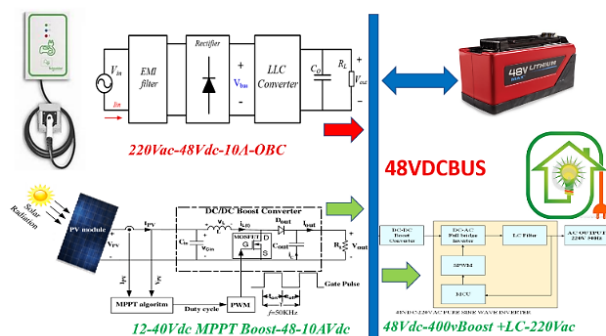 EMI
filter
Rectifier
LLC
Converter
Vin
Iin
Vbus
CO
RL
Vout
220Vac-48Vdc-10A-OBC
48V LITHIUM
48VDCBUS
Solar
Radiation
PV module
DC/DC Boost Converter
MOSFET
D
G
S
Gate Pulse
f=50KHz
MPPT algoritm
Duty cycle
PWM
12-40Vdc MPPT Boost-48-10AVdc
DC-DC
Boost
Converter
DC-AC
Full bridge
Inverter
LC Filter
AC OUTPUT
220V 50Hz
SPWM
MCU
48Vdc-400vBoost +LC-220Vac